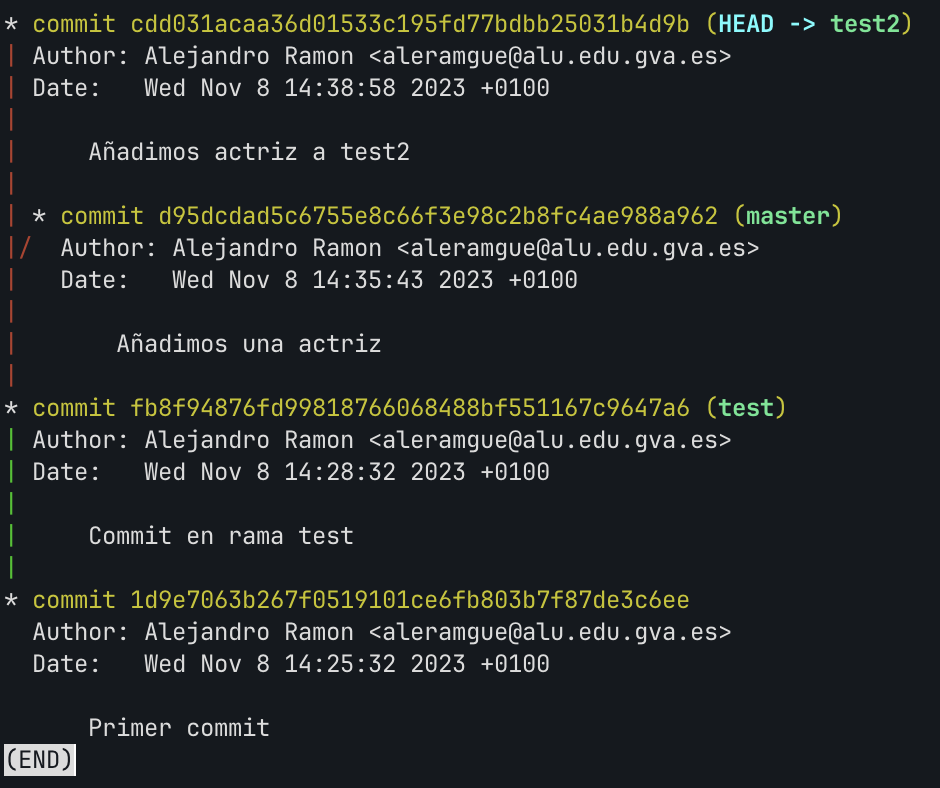 * commit cdd031acaa36d01533c195fd77bdbb25031b4d9b (HEAD -> test2)
| Author: Alejandro Ramon <aleramgue@alu.edu.gva.es>
| Date:   Wed Nov 8 14:38:58 2023 +0100
|
|     Añadimos actriz a test2
|
| * commit d95dcdad5c6755e8c66f3e98c2b8fc4ae988a962 (master)
|/  Author: Alejandro Ramon <aleramgue@alu.edu.gva.es>
|   Date:   Wed Nov 8 14:35:43 2023 +0100
|
|       Añadimos una actriz
|
* commit fb8f94876fd99818766068488bf551167c9647a6 (test)
| Author: Alejandro Ramon <aleramgue@alu.edu.gva.es>
| Date:   Wed Nov 8 14:28:32 2023 +0100
|
|     Commit en rama test
|
* commit 1d9e7063b267f0519101ce6fb803b7f87de3c6ee
  Author: Alejandro Ramon <aleramgue@alu.edu.gva.es>
  Date:   Wed Nov 8 14:25:32 2023 +0100

      Primer commit
(END)